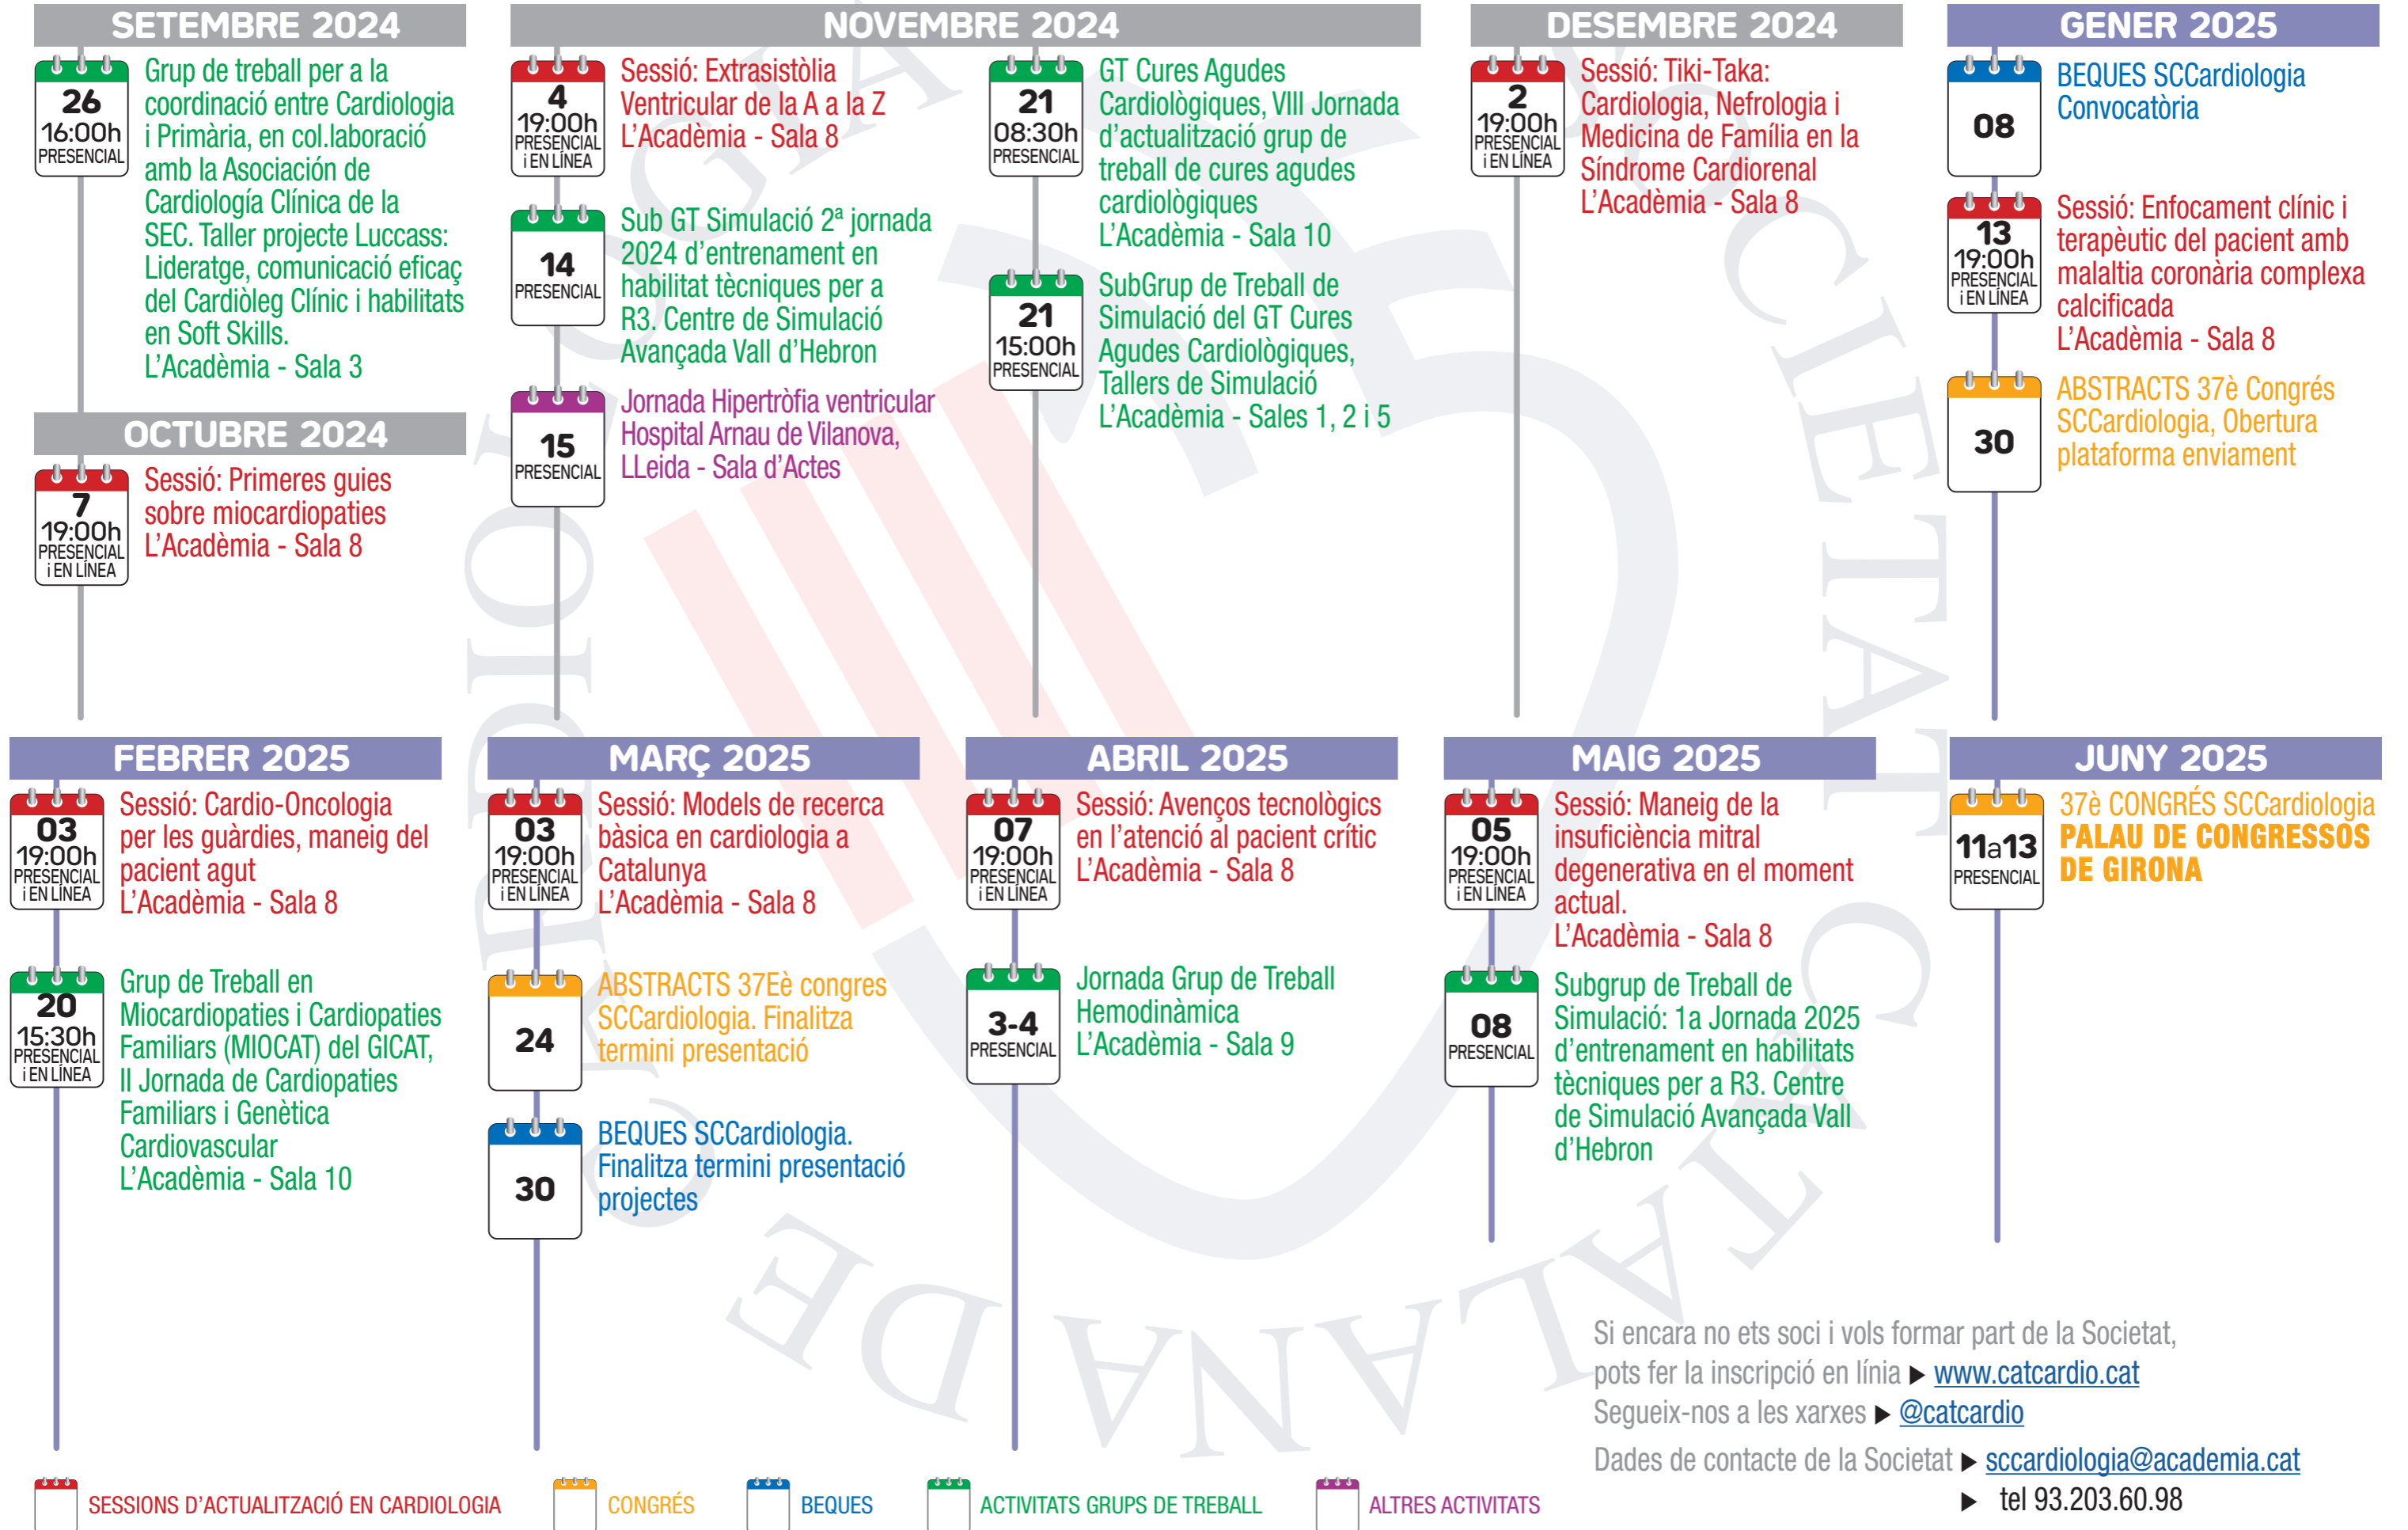 SETEMBRE 2024
26
16:00h
PRESENCIAL
Grup de treball per a la
coordinació entre Cardiologia
i Primària, en col.laboració
amb la Asociación de
Cardiología Clínica de la
SEC. Taller projecte Luccass:
Lideratge, comunicació eficaç
del Cardiòleg Clínic i habilitats
en Soft Skills.
L'Acadèmia - Sala 3
OCTUBRE 2024
7
19:00h
PRESENCIAL
i EN LÍNEA
Sessió: Primeres guies
sobre miocardiopaties
L'Acadèmia - Sala 8
NOVEMBRE 2024
4
19:00h
PRESENCIAL
i EN LÍNEA
Sessió: Extrasistòlia
Ventricular de la A a la Z
L'Acadèmia - Sala 8
14
PRESENCIAL
Sub GT Simulació 2ª jornada
2024 d'entrenament en
habilitat tècniques per a
R3. Centre de Simulació
Avançada Vall d'Hebron
15
PRESENCIAL
Jornada Hipertròfia ventricular
Hospital Arnau de Vilanova,
LLeida - Sala d'Actes
21
08:30h
PRESENCIAL
GT Cures Agudes
Cardiològiques, VIII Jornada
d'actualització grup de
treball de cures agudes
cardiològiques
L'Acadèmia - Sala 10
21
15:00h
PRESENCIAL
SubGrup de Treball de
Simulació del GT Cures
Agudes Cardiològiques,
Tallers de Simulació
L'Acadèmia - Sales 1, 2 i 5
DESEMBRE 2024
2
19:00h
PRESENCIAL
i EN LÍNEA
Sessió: Tiki-Taka:
Cardiologia, Nefrologia i
Medicina de Família en la
Síndrome Cardiorenal
L'Acadèmia - Sala 8
GENER 2025
08
BEQUES SCCardiologia
Convocatòria
13
19:00h
PRESENCIAL
i EN LÍNEA
Sessió: Enfocament clínic i
terapèutic del pacient amb
malaltia coronària complexa
calcificada
L'Acadèmia - Sala 8
30
ABSTRACTS 37è Congrés
SCCardiologia, Obertura
plataforma enviament
FEBRER 2025
03
19:00h
PRESENCIAL
i EN LÍNEA
Sessió: Cardio-Oncologia
per les guàrdies, maneig del
pacient agut
L'Acadèmia - Sala 8
20
15:30h
PRESENCIAL
i EN LÍNEA
Grup de Treball en
Miocardiopaties i Cardiopaties
Familiars (MIOCAT) del GICAT,
II Jornada de Cardiopaties
Familiars i Genètica
Cardiovascular
L'Acadèmia - Sala 10
MARÇ 2025
03
19:00h
PRESENCIAL
i EN LÍNEA
Sessió: Models de recerca
bàsica en cardiologia a
Catalunya
L'Acadèmia - Sala 8
24
ABSTRACTS 37Eè congres
SCCardiologia. Finalitza
termini presentació
30
BEQUES SCCardiologia.
Finalitza termini presentació
projectes
ABRIL 2025
07
19:00h
PRESENCIAL
i EN LÍNEA
Sessió: Avenços tecnològics
en l'atenció al pacient crític
L'Acadèmia - Sala 8
3-4
PRESENCIAL
Jornada Grup de Treball
Hemodinàmica
L'Acadèmia - Sala 9
MAIG 2025
05
19:00h
PRESENCIAL
i EN LÍNEA
Sessió: Maneig de la
insuficiència mitral
degenerativa en el moment
actual.
L'Acadèmia - Sala 8
08
PRESENCIAL
Subgrup de Treball de
Simulació: 1a Jornada 2025
d'entrenament en habilitats
tècniques per a R3. Centre
de Simulació Avançada Vall
d'Hebron
JUNY 2025
11a13
PRESENCIAL
37è CONGRÉS SCCardiologia
PALAU DE CONGRESSOS
DE GIRONA
Si encara no ets soci i vols formar part de la Societat,
pots fer la inscripció en línia ▶ www.catcardio.cat
Segueix-nos a les xarxes ▶ @catcardio
Dades de contacte de la Societat ▶ sccardiologia@academia.cat
▶ tel 93.203.60.98
SESSIONS D'ACTUALITZACIÓ EN CARDIOLOGIA
CONGRÉS
BEQUES
ACTIVITATS GRUPS DE TREBALL
ALTRES ACTIVITATS
SOCIETAT CATALANA DE CARDIOLOGIA